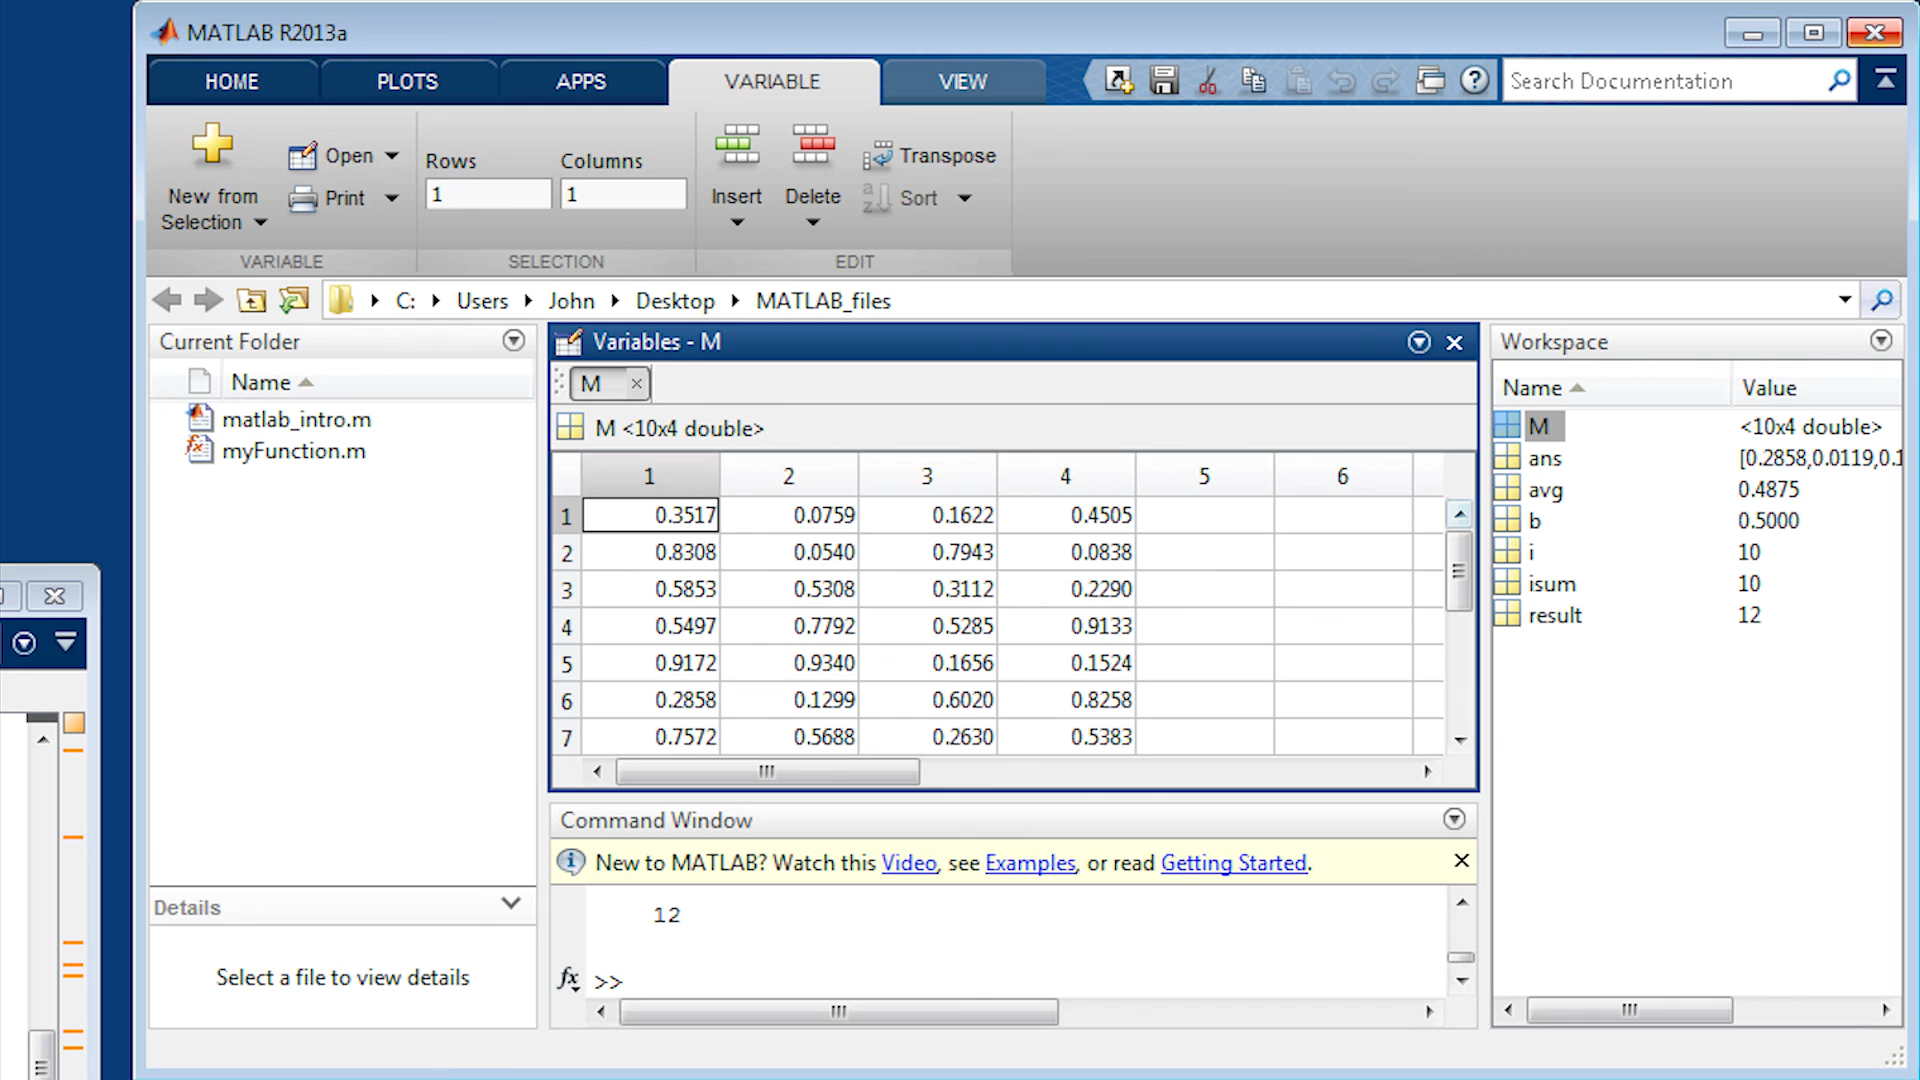 MATLAB R2013a
HOME PLOTS APPS VARIABLE VIEW Search Documentation
New from Selection
Open
Print
Rows Columns
1 1
Insert Delete
Transpose
Sort
VARIABLE SELECTION EDIT
C: Users John Desktop MATLAB_files
Current Folder
Name
matlab_intro.m
myFunction.m
Details
Select a file to view details
Variables - M
M
M <10x4 double>
1 2 3 4 5 6
1 0.3517 0.0759 0.1622 0.4505
2 0.8308 0.0540 0.7943 0.0838
3 0.5853 0.5308 0.3112 0.2290
4 0.5497 0.7792 0.5285 0.9133
5 0.9172 0.9340 0.1656 0.1524
6 0.2858 0.1299 0.6020 0.8258
7 0.7572 0.5688 0.2630 0.5383
Command Window
New to MATLAB? Watch this Video, see Examples, or read Getting Started.
12
fx >>
Workspace
Name Value
M <10x4 double>
ans [0.2858,0.0119,0.1
avg 0.4875
b 0.5000
i 10
isum 10
result 12